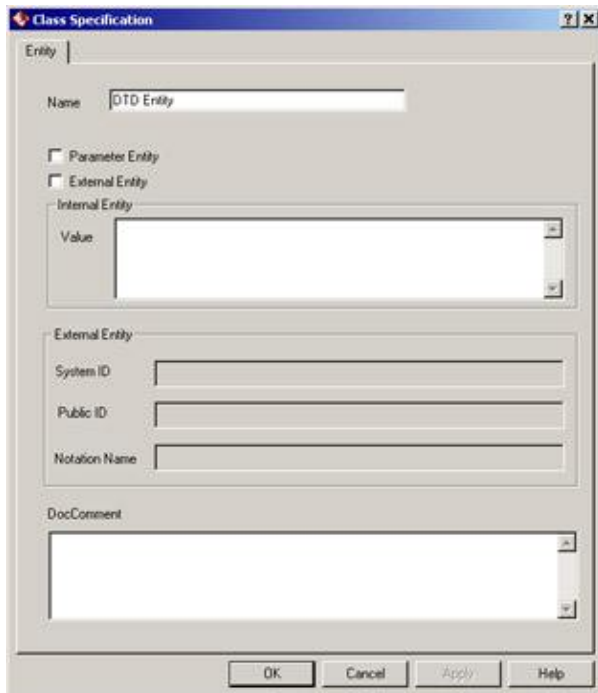 Class Specification
Entity
Name DTD Entity
Parameter Entity
External Entity
Internal Entity
Value
External Entity
System ID
Public ID
Notation Name
DocComment
OK Cancel Apply Help